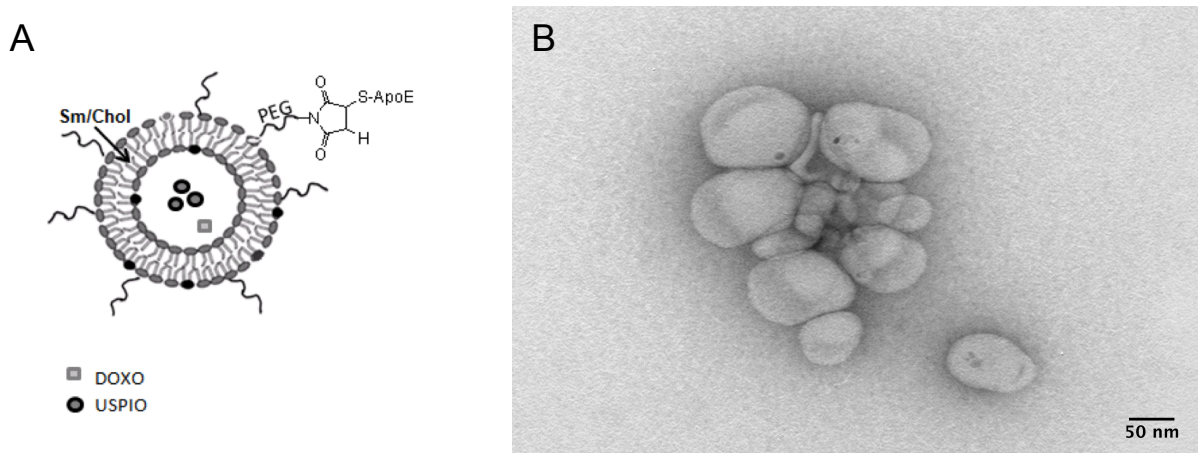 A
B
Sm/Chol
PEG
O
S-ApoE
N
H
O
DOXO
USPIO
50 nm